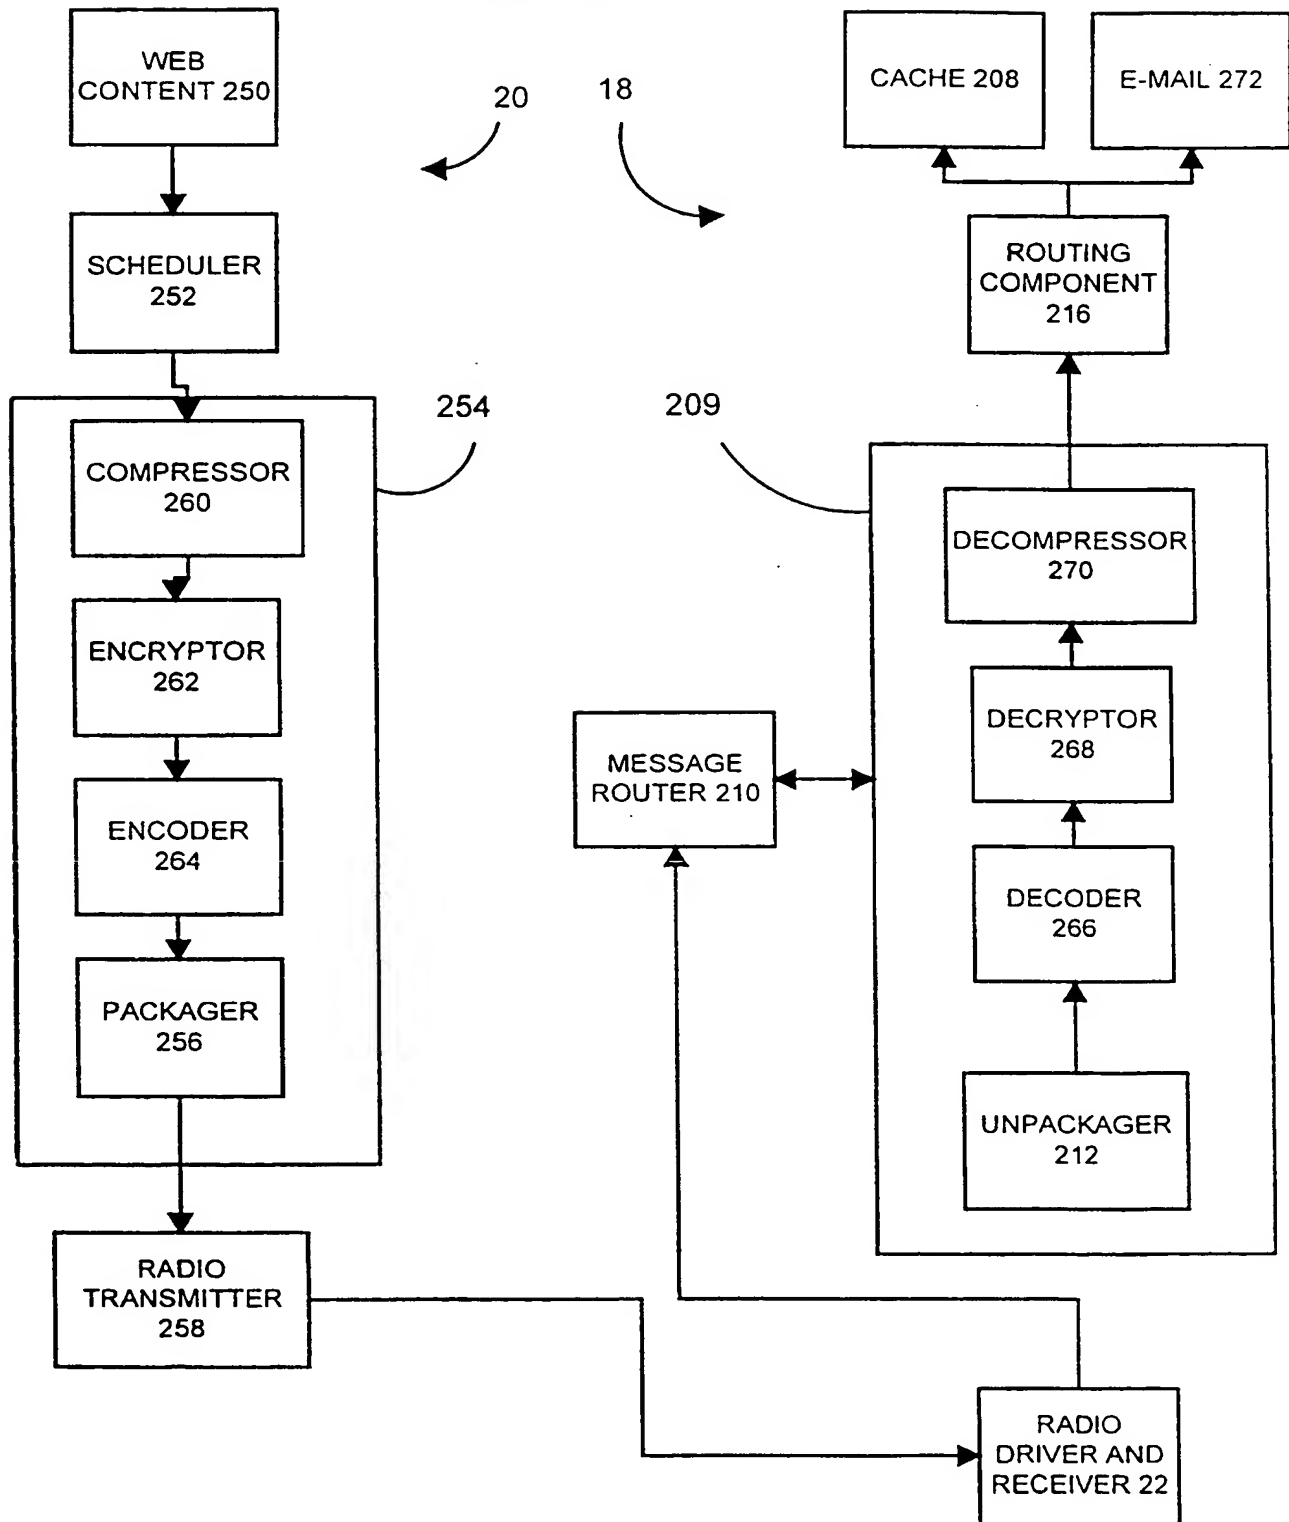 WEB
CONTENT 250
20
18
CACHE 208
E-MAIL 272
SCHEDULER
252
ROUTING
COMPONENT
216
254
209
COMPRESSOR
260
DECOMPRESSOR
270
ENCRYPTOR
262
DECRYPTOR
268
MESSAGE
ROUTER 210
ENCODER
264
DECODER
266
PACKAGER
256
UNPACKAGER
212
RADIO
TRANSMITTER
258
RADIO
DRIVER AND
RECEIVER 22